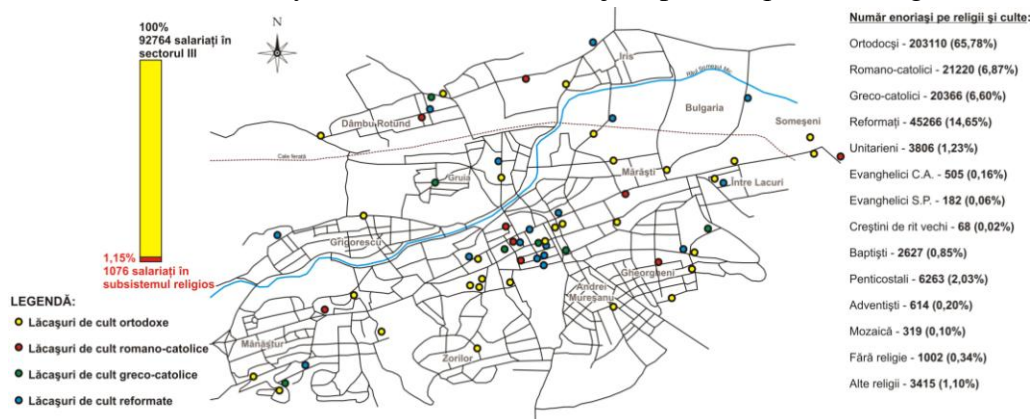 100%
92764 salariați în
sectorul III
1,15%
1076 salariați în
subsistemul religios
LEGENDĂ:
Lăcașuri de cult ortodoxe
Lăcașuri de cult romano-catolice
Lăcașuri de cult greco-catolice
Lăcașuri de cult reformate
N
Iris
Râul Someșul Mic
Bulgaria
Dâmbu Rotund
Someșeni
Cale ferată
Gruia
Mărăști
Între Lacuri
Grigorescu
Gheorgheni
Andrei
Mureșanu
Mănăștur
Zorilor
Număr enoriași pe religii și culte:
Ortodocși - 203110 (65,78%)
Romano-catolici - 21220 (6,87%)
Greco-catolici - 20366 (6,60%)
Reformați - 45266 (14,65%)
Unitarieni - 3806 (1,23%)
Evanghelici C.A. - 505 (0,16%)
Evanghelici S.P. - 182 (0,06%)
Creștini de rit vechi - 68 (0,02%)
Baptiști - 2627 (0,85%)
Penticostali - 6263 (2,03%)
Adventiști - 614 (0,20%)
Mozaică - 319 (0,10%)
Fără religie - 1002 (0,34%)
Alte religii - 3415 (1,10%)